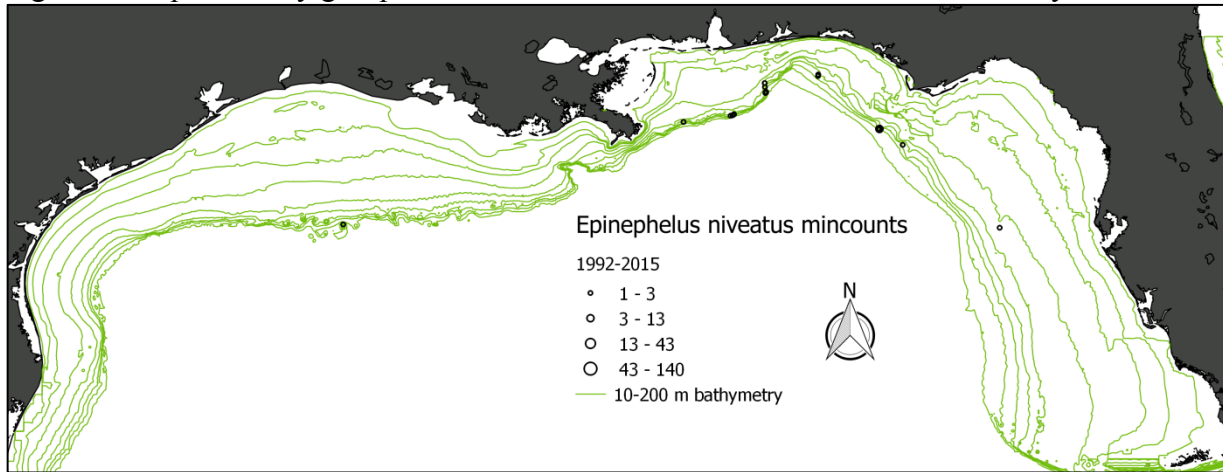 Epinephelus niveatus mincounts
1992-2015
N
1 - 3
3 - 13
13 - 43
43 - 140
10-200 m bathymetry